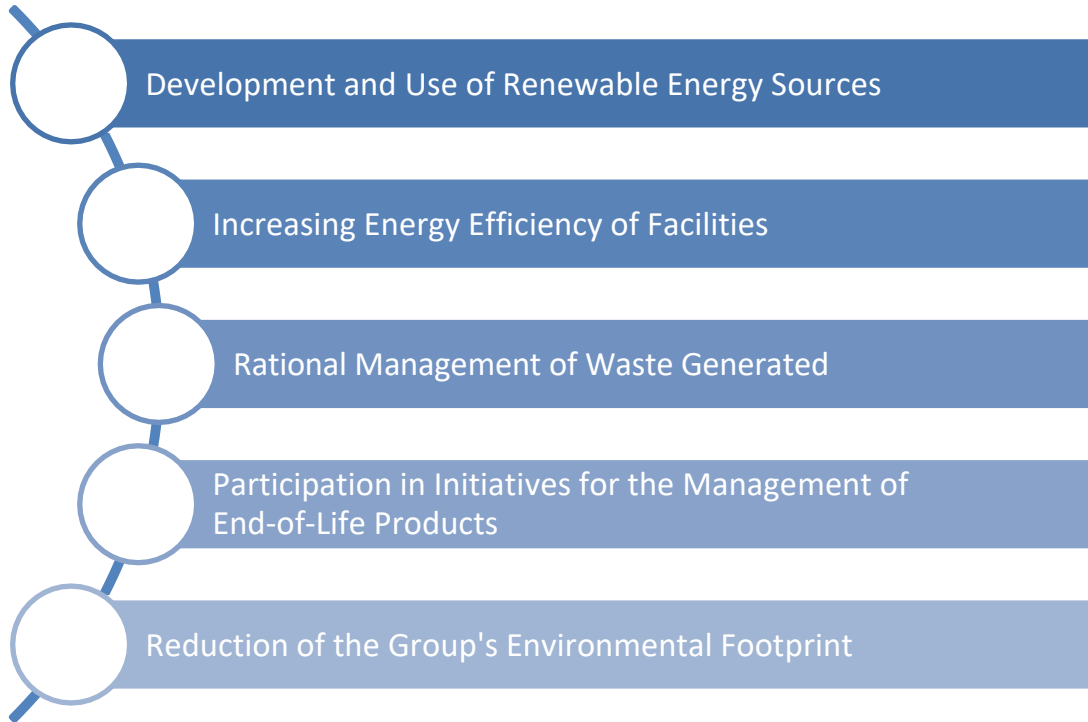 Development and Use of Renewable Energy Sources
Increasing Energy Efficiency of Facilities
Rational Management of Waste Generated
Participation in Initiatives for the Management of
End-of-Life Products
Reduction of the Group's Environmental Footprint